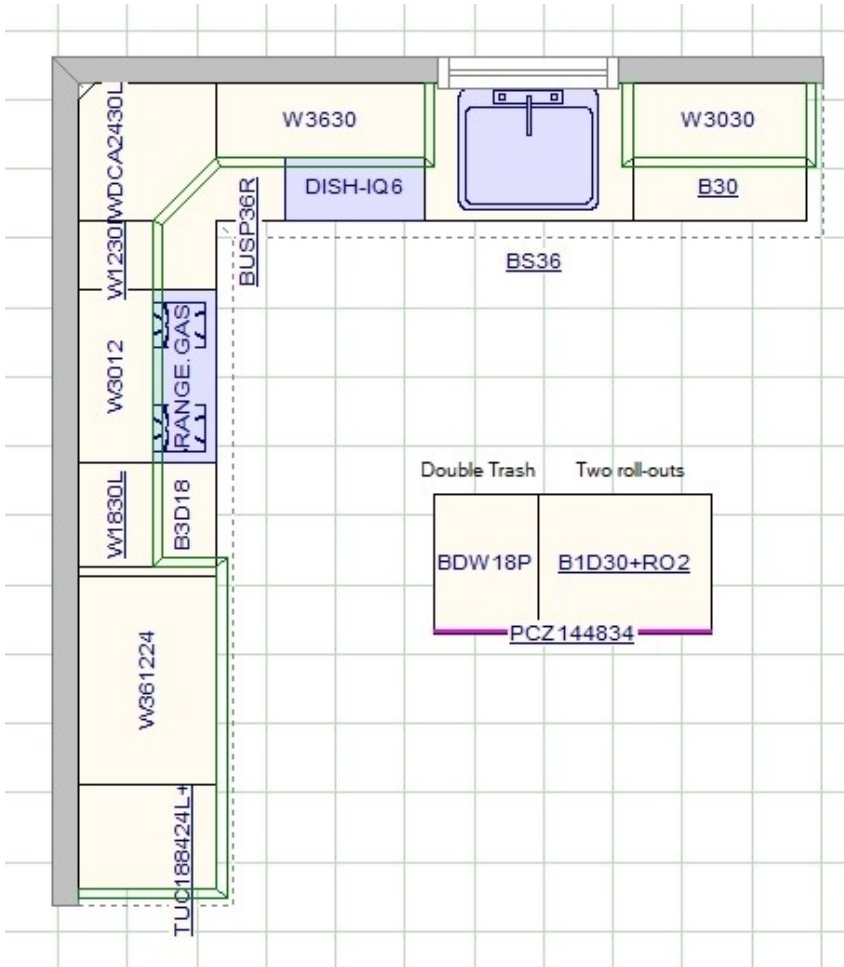 W3630
W3030
WDCA2430L
DISH-IQ6
B30
BUSP36R
W1230
BS36
RANGE.GAS
W3012
Double Trash
Two roll-outs
W1830L
B3D18
BDW18P
B1D30+RO2
PCZ144834
W361224
TUC188424L+